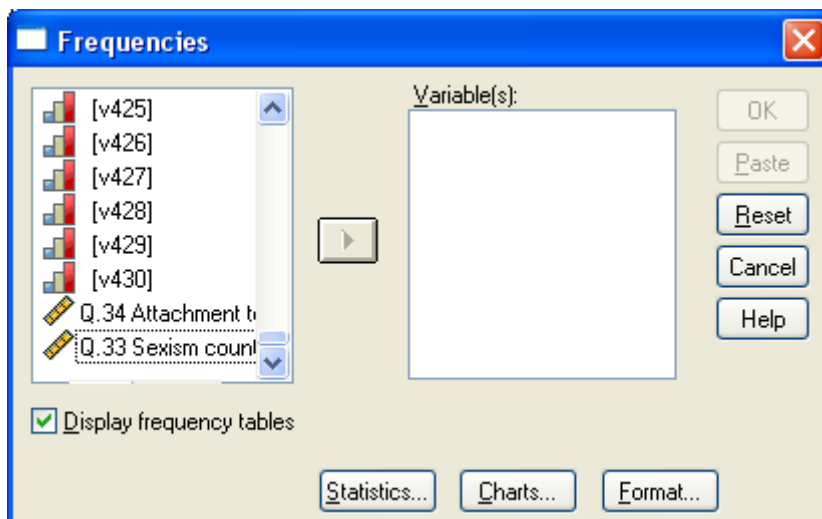 Frequencies
[v425]
[v426]
[v427]
[v428]
[v429]
[v430]
Q.34 Attachment t
Q.33 Sexism count
Variable(s):
OK
Paste
Reset
Cancel
Help
Display frequency tables
Statistics...
Charts...
Format...